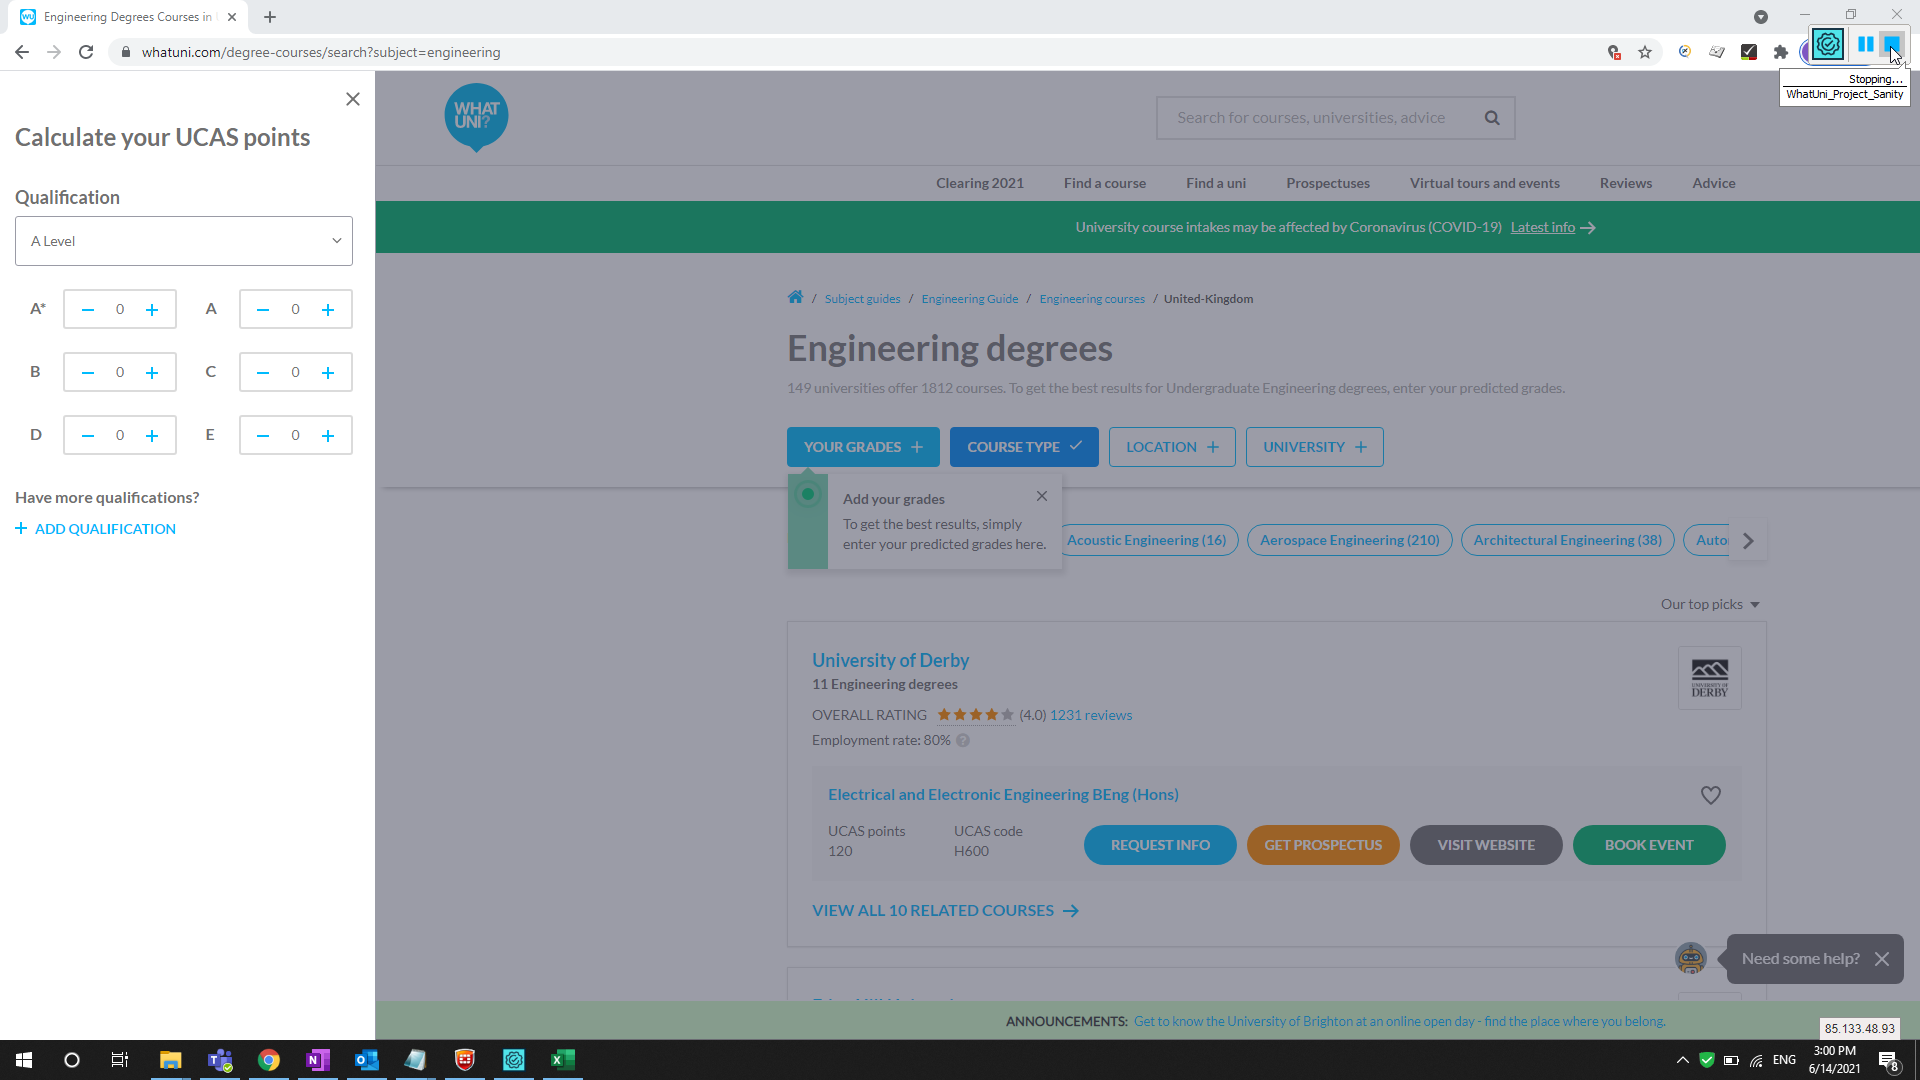 Engineering Degrees Courses in
whatuni.com/degree-courses/search?subject=engineering
Stopping...
WhatUni_Project_Sanity
Calculate your UCAS points
Qualification
A Level
A* 0 A 0
B 0 C 0
D 0 E 0
Have more qualifications?
ADD QUALIFICATION
WHAT
UNI?
Search for courses, universities, advice
Clearing 2021 Find a course Find a uni Prospectuses Virtual tours and events Reviews Advice
University course intakes may be affected by Coronavirus (COVID-19) Latest info
/ Subject guides / Engineering Guide / Engineering courses / United-Kingdom
Engineering degrees
149 universities offer 1812 courses. To get the best results for Undergraduate Engineering degrees, enter your predicted grades.
YOUR GRADES COURSE TYPE LOCATION UNIVERSITY
Add your grades
To get the best results, simply
enter your predicted grades here.
Acoustic Engineering (16) Aerospace Engineering (210) Architectural Engineering (38) Auto
Our top picks
University of Derby
11 Engineering degrees
OVERALL RATING (4.0) 1231 reviews
Employment rate: 80% ?
UNIVERSITY OF
DERBY
Electrical and Electronic Engineering BEng (Hons)
UCAS points UCAS code
120 H600
REQUEST INFO GET PROSPECTUS VISIT WEBSITE BOOK EVENT
VIEW ALL 10 RELATED COURSES
Need some help?
ANNOUNCEMENTS: Get to know the University of Brighton at an online open day - find the place where you belong.
85.133.48.93
ENG
3:00 PM
6/14/2021
8